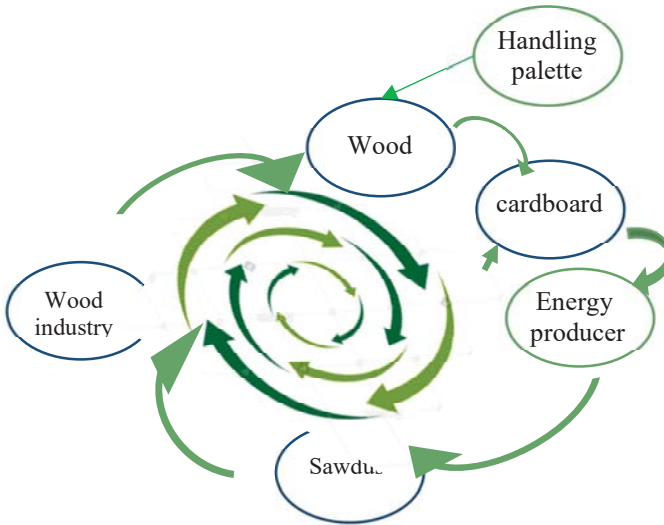 Handling
palette
Wood
cardboard
Energy
producer
Wood
industry